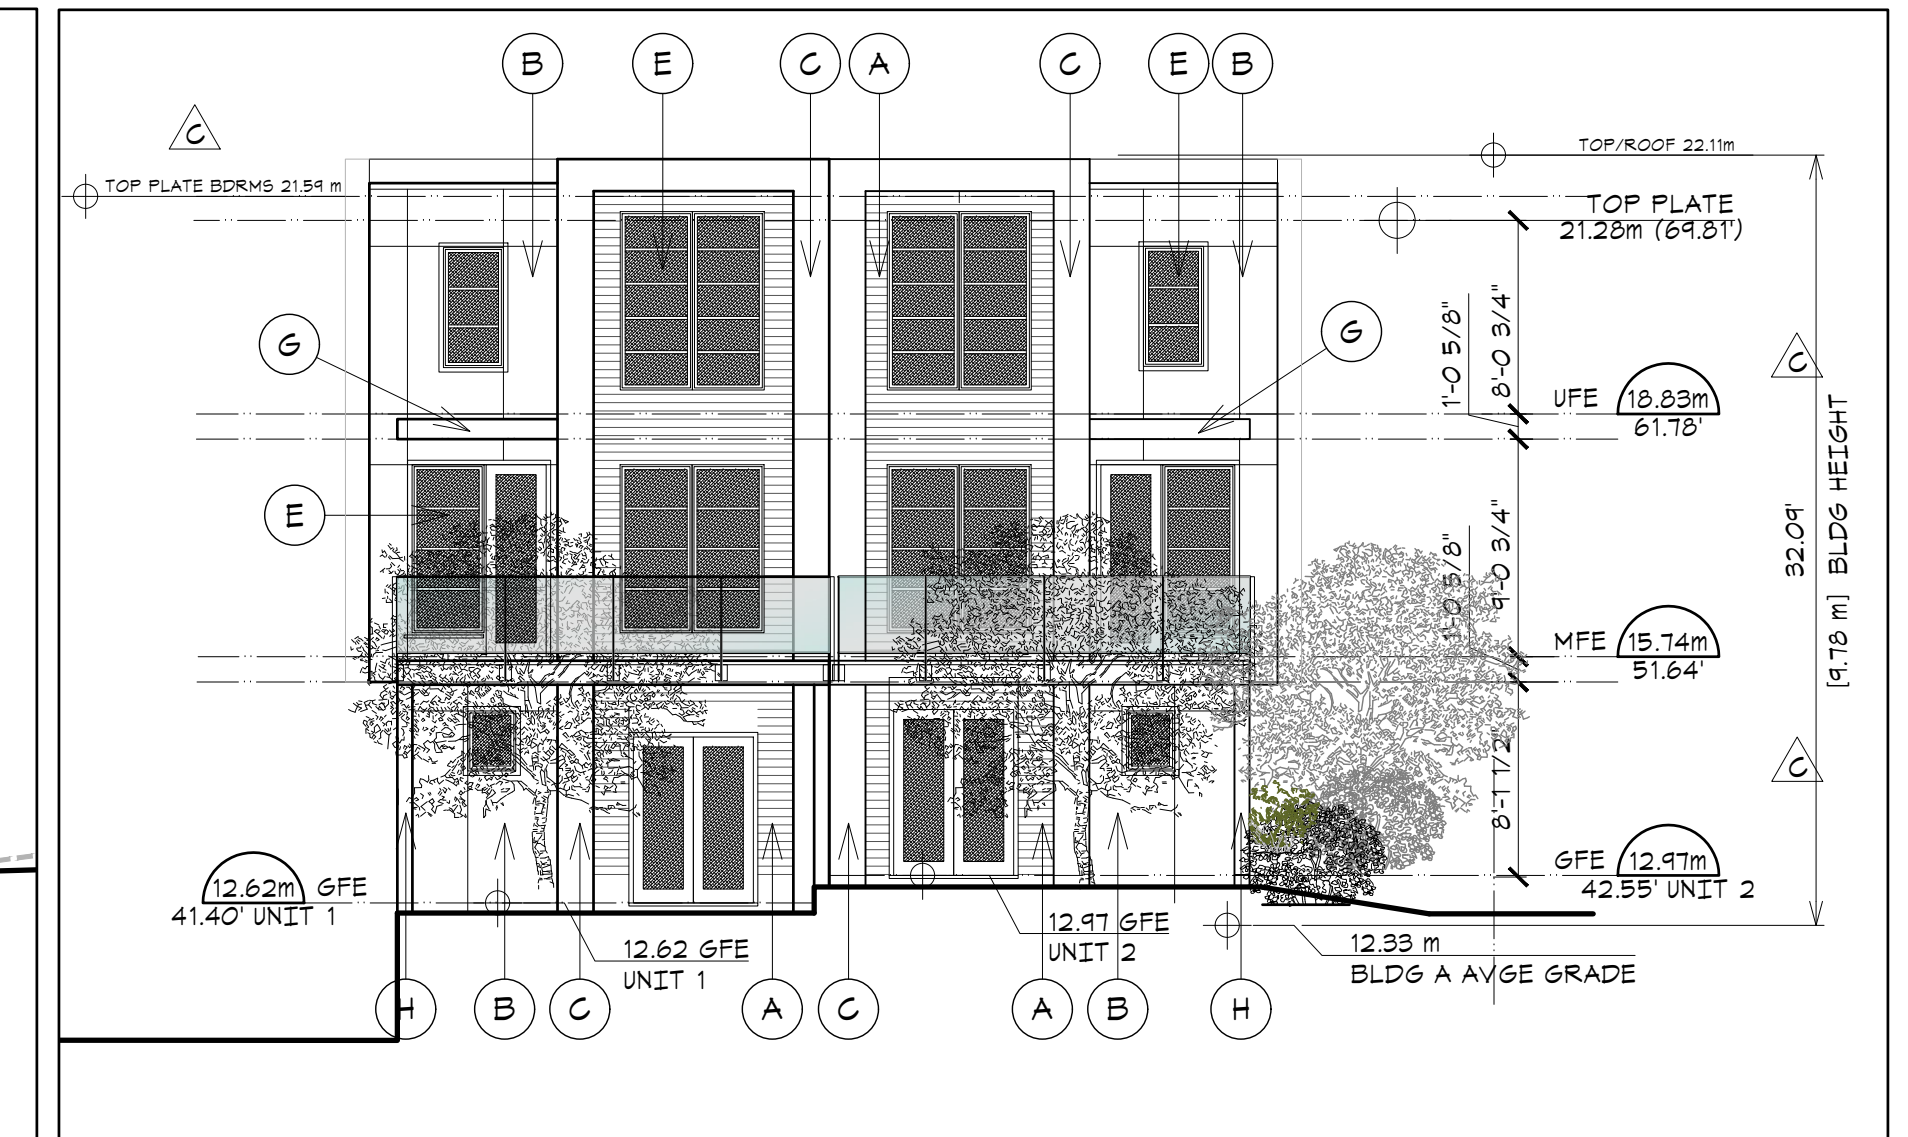 B
E
C
A
C
E
B
C
TOP/ROOF 22.11m
TOP PLATE BDRMS 21.59 m
TOP PLATE
21.28m (69.81')
G
G
1'-0 5/8"
8'-0 3/4"
C
UFE 18.83m
61.78'
E
1'-0 5/8"
9'-0 3/4"
32.09'
[9.78 m] BLDG HEIGHT
MFE 15.74m
51.64'
C
8'-1 1/2"
12.62m GFE
41.40' UNIT 1
GFE 12.97m
42.55' UNIT 2
12.62 GFE
UNIT 1
12.97 GFE
UNIT 2
12.33 m
BLDG A AVGE GRADE
H
B
C
A
C
A
B
H